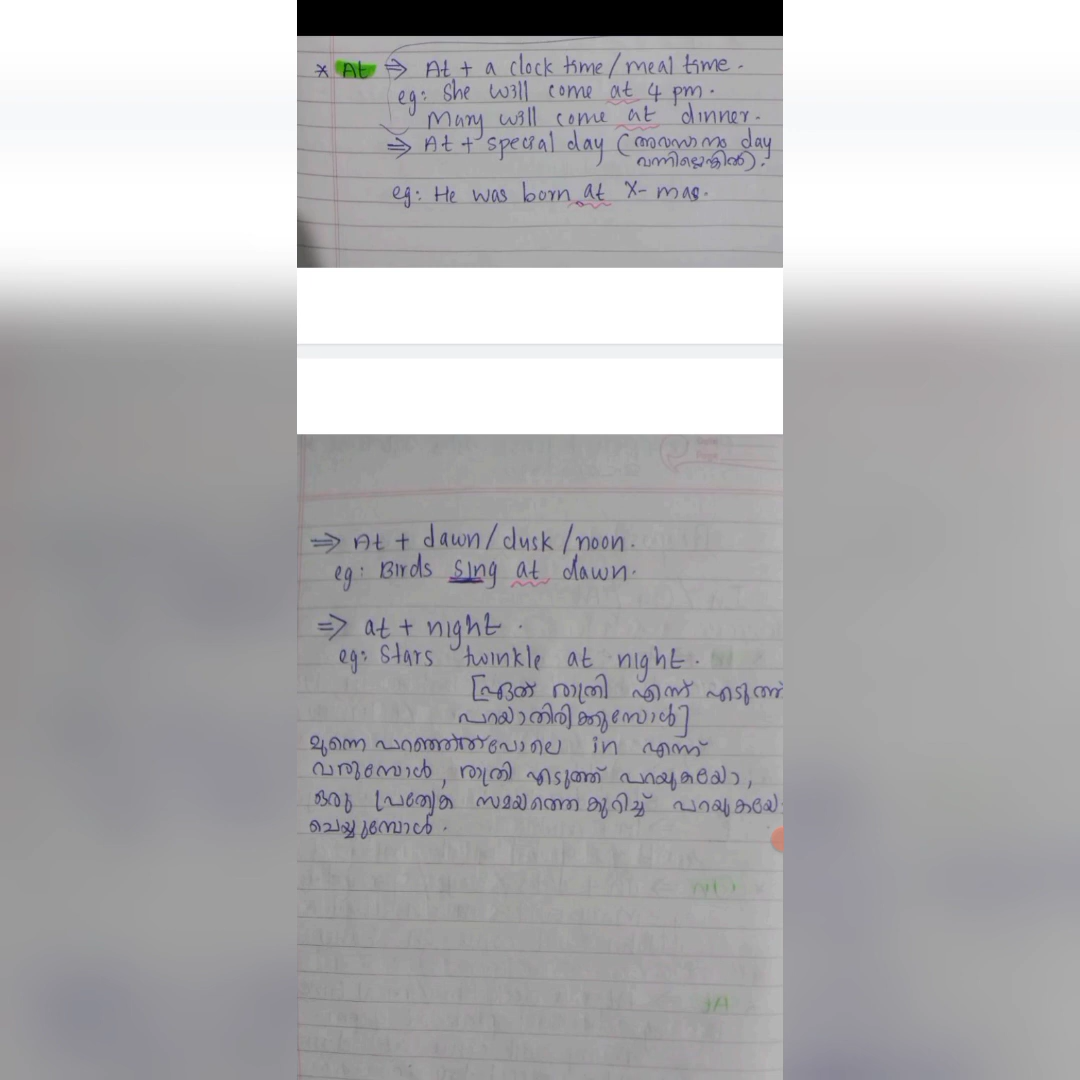 * At ⇒ At + a clock time/meal time.
eg: She will come at 4 pm.
Mary will come at dinner.
⇒ At + special day (അവസാനം day
വന്നില്ലെങ്കിൽ).
eg: He was born at X-mas.
⇒ At + dawn/dusk/noon.
eg: Birds sing at dawn.
⇒ at + night.
eg: Stars twinkle at night.
[ഏത് രാത്രി എന്ന് എടുത്ത്
പറയാതിരിക്കുമ്പോൾ]
മുന്നെ പറഞ്ഞത്പോലെ in എന്ന്
വരുമ്പോൾ, രാത്രി എടുത്ത് പറയുകയോ,
ഒരു പ്രത്യേക സമയത്തെകുറിച്ച് പറയുകയോ
ചെയ്യുമ്പോൾ.